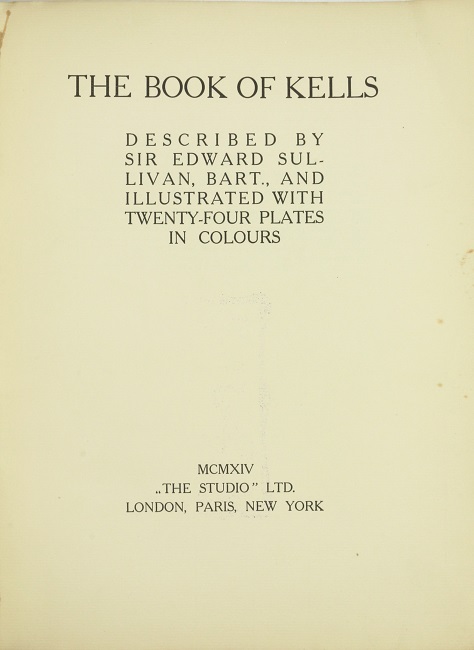 THE BOOK OF KELLS
DESCRIBED BY
SIR EDWARD SUL-
LIVAN, BART., AND
ILLUSTRATED WITH
TWENTY-FOUR PLATES
IN COLOURS
MCMXIV
„THE STUDIO” LTD.
LONDON, PARIS, NEW YORK